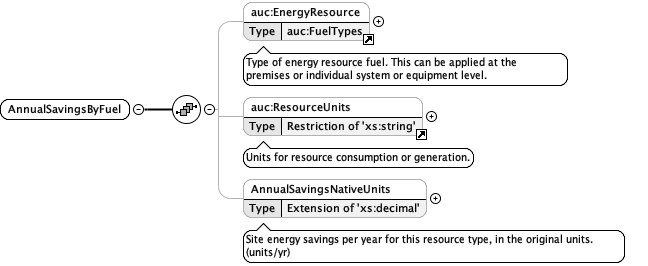 auc:EnergyResource
Type auc:FuelTypes
Type of energy resource fuel. This can be applied at the
premises or individual system or equipment level.
AnnualSavingsByFuel
auc:ResourceUnits
Type Restriction of 'xs:string'
Units for resource consumption or generation.
AnnualSavingsNativeUnits
Type Extension of 'xs:decimal'
Site energy savings per year for this resource type, in the original units.
(units/yr)